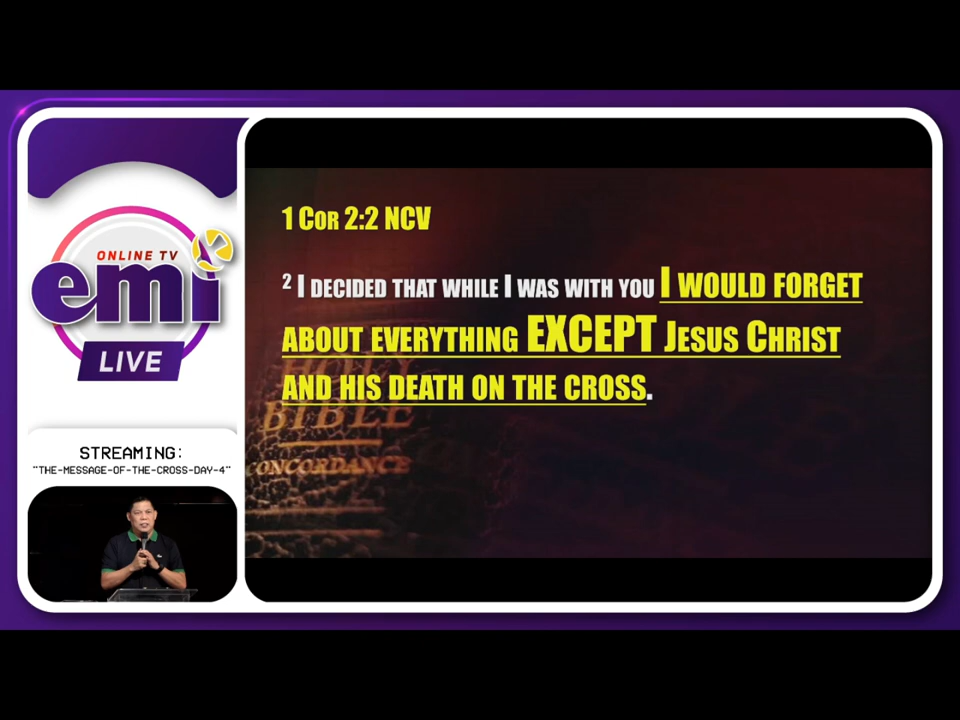 ONLINE TV
emi
LIVE
STREAMING:
"THE-MESSAGE-OF-THE-CROSS-DAY-4"
1 COR 2:2 NCV
2 I DECIDED THAT WHILE I WAS WITH YOU I WOULD FORGET
ABOUT EVERYTHING EXCEPT JESUS CHRIST
AND HIS DEATH ON THE CROSS.
HOLY
BIBLE
CONCORDANCE